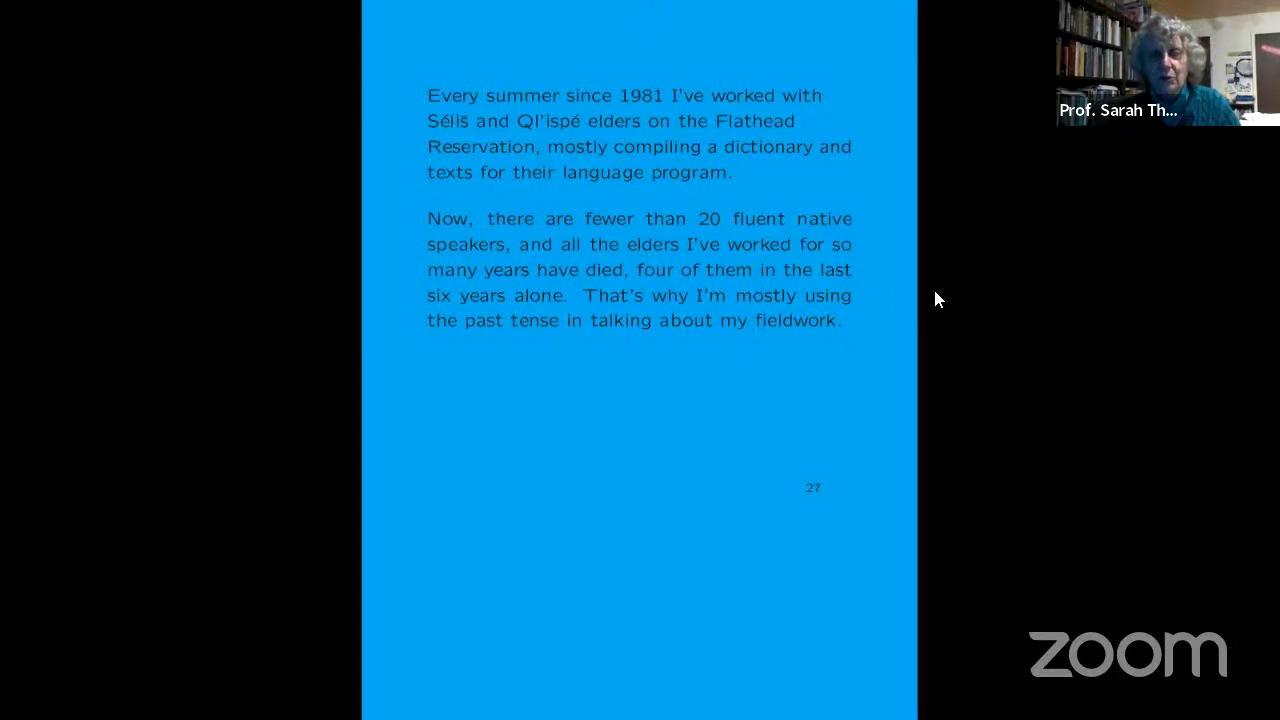 Every summer since 1981 I've worked with
Séliš and Ql'ispé elders on the Flathead
Reservation, mostly compiling a dictionary and
texts for their language program.
Now, there are fewer than 20 fluent native
speakers, and all the elders I've worked for so
many years have died, four of them in the last
six years alone. That's why I'm mostly using
the past tense in talking about my fieldwork.
27
Prof. Sarah Th...
zoom